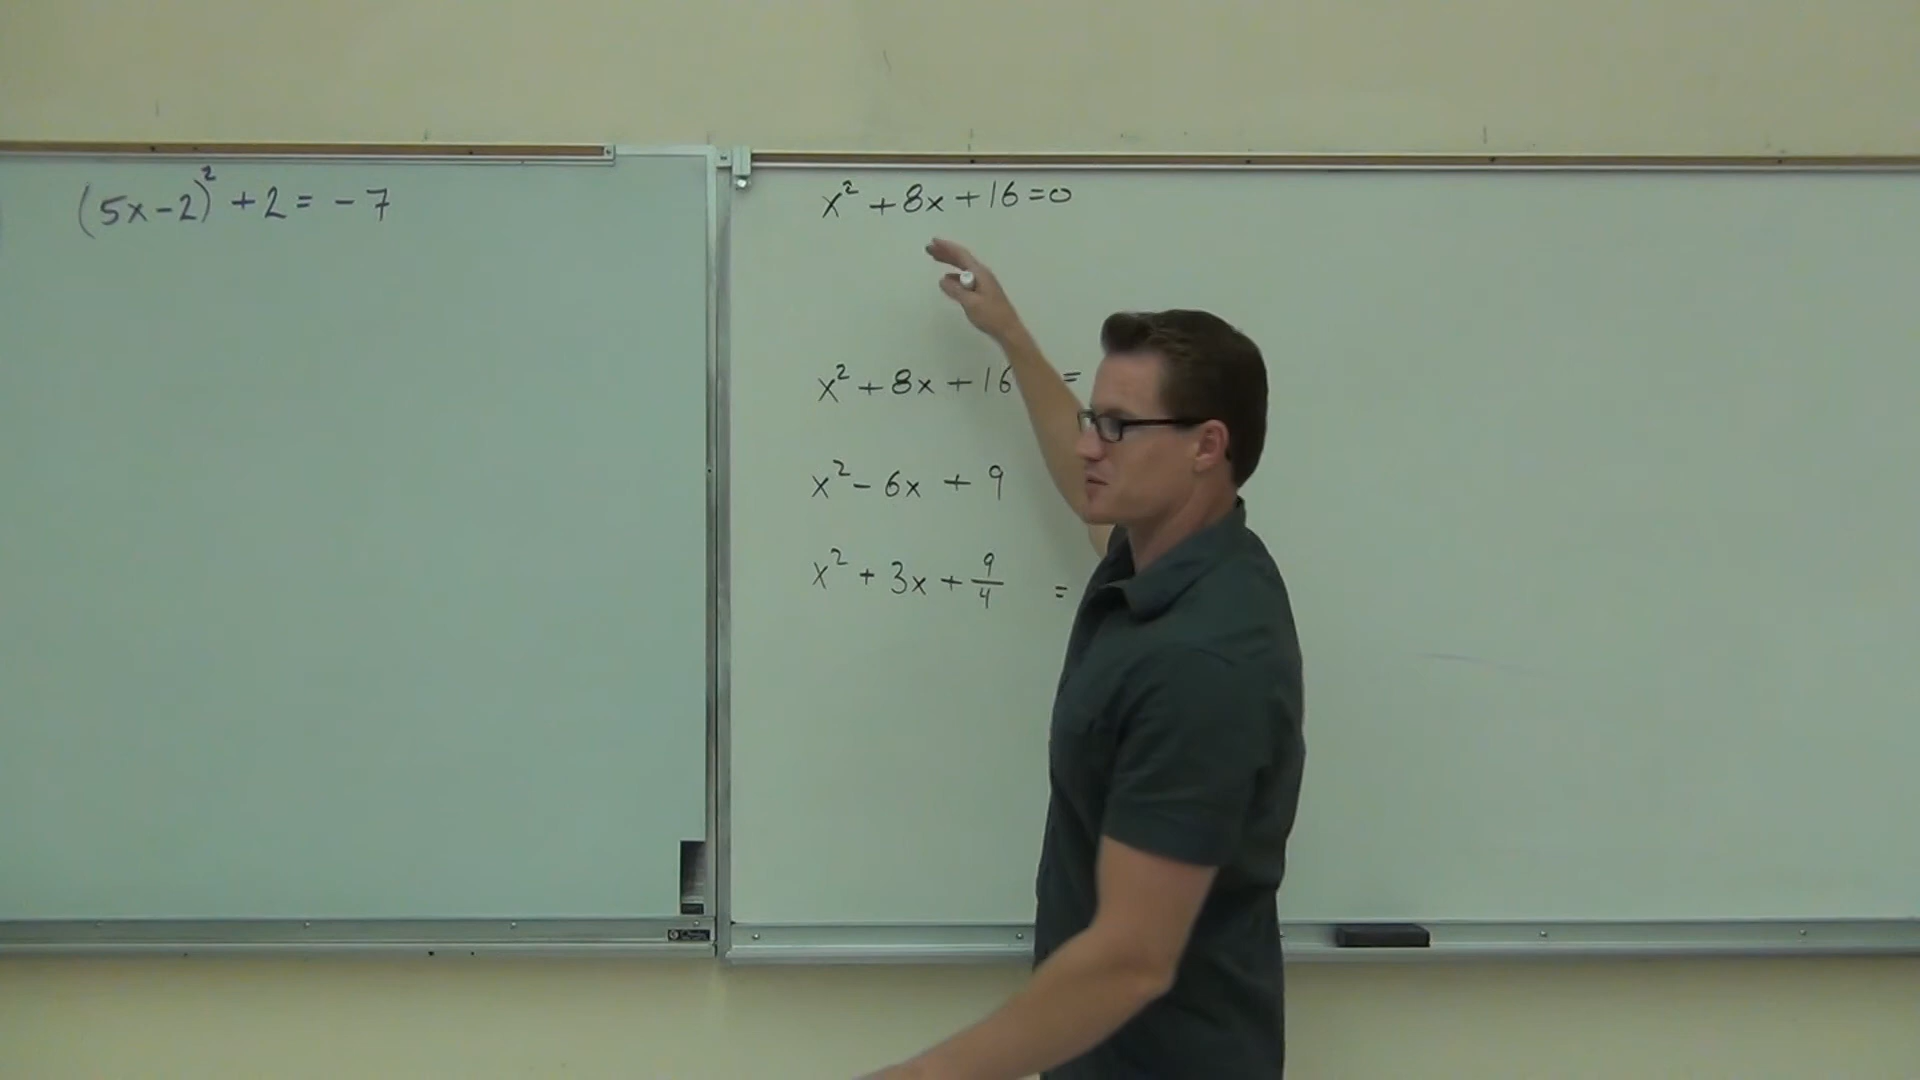 (5x-2)² +2 = -7
x² +8x +16 =0
x² +8x +16 =
x² - 6x + 9
x² + 3x + 9/4 =